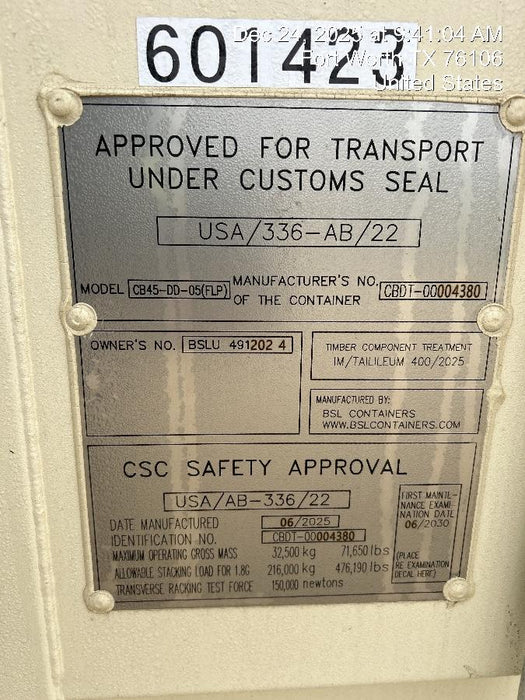 Dec 24, 2025 at 9:41:04 AM
Fort Worth TX 76106
United States
601423
APPROVED FOR TRANSPORT
UNDER CUSTOMS SEAL
USA/336-AB/22
MODEL CB45-DD-05(FLP) MANUFACTURER'S NO. OF THE CONTAINER CBDT-00004380
OWNER'S NO. BSLU 491202 4
TIMBER COMPONENT TREATMENT
IM/TAILILEUM 400/2025
MANUFACTURED BY:
BSL CONTAINERS
WWW.BSLCONTAINERS.COM
CSC SAFETY APPROVAL
USA/AB-336/22
DATE MANUFACTURED 06/2025
IDENTIFICATION NO. CBDT-00004380
MAXIMUM OPERATING GROSS MASS 32,500 kg 71,650 lbs
ALLOWABLE STACKING LOAD FOR 1.8G 216,000 kg 476,190 lbs
TRANSVERSE RACKING TEST FORCE 150,000 newtons
FIRST MAINTE-
NANCE EXAMI-
NATION DATE
06/2030
(PLACE
RE EXAMINATION
DECAL HERE)